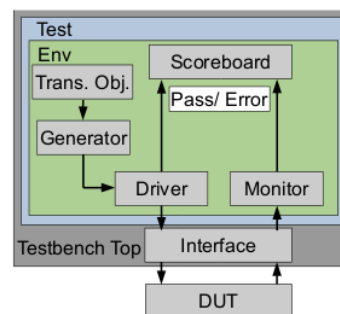 Test
Env
Trans. Obj.
Scoreboard
Pass/ Error
Generator
Driver
Monitor
Testbench Top
Interface
DUT